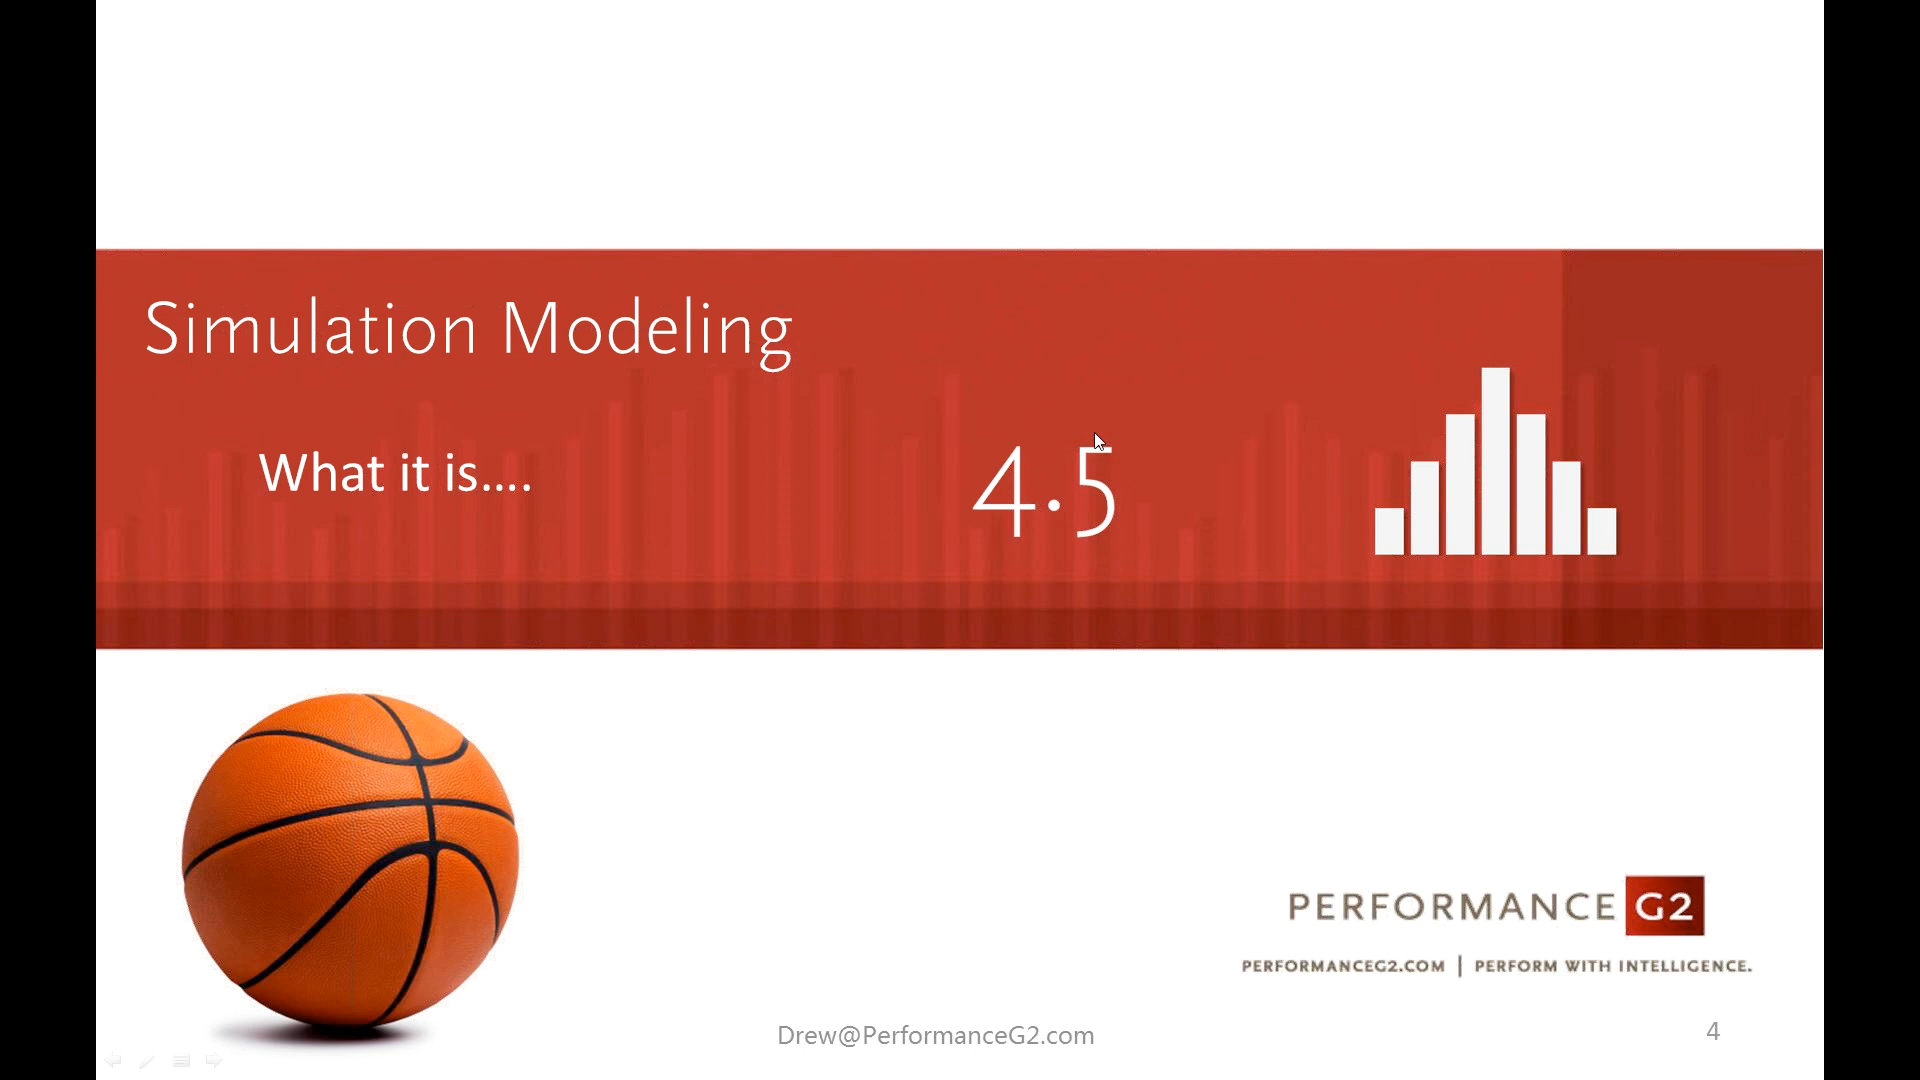 Simulation Modeling
What it is....
4·5
PERFORMANCE G2
PERFORMANCEG2.COM | PERFORM WITH INTELLIGENCE.
Drew@PerformanceG2.com
4